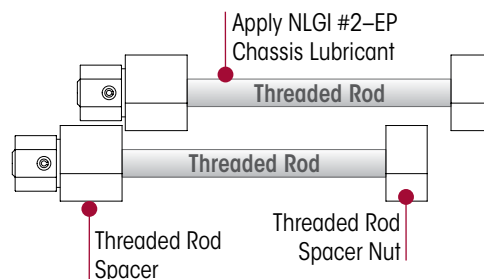 Apply NLGI #2–EP
Chassis Lubricant
Threaded Rod
Threaded Rod
Threaded Rod
Spacer
Threaded Rod
Spacer Nut